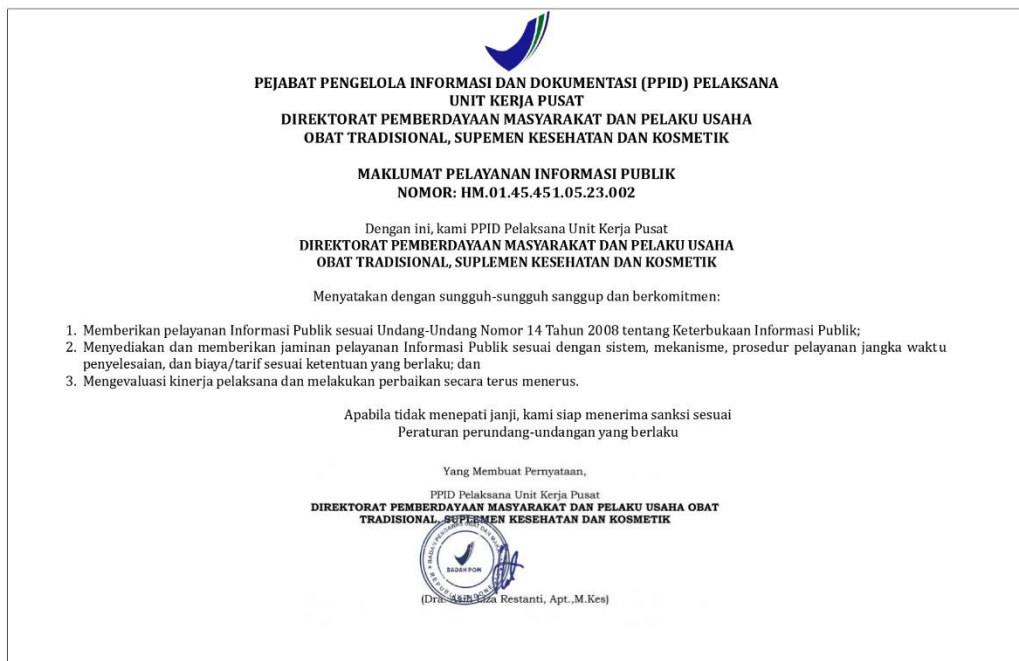 PEJABAT PENGELOLA INFORMASI DAN DOKUMENTASI (PPID) PELAKSANA
UNIT KERJA PUSAT
DIREKTORAT PEMBERDAYAAN MASYARAKAT DAN PELAKU USAHA
OBAT TRADISIONAL, SUPEMEN KESEHATAN DAN KOSMETIK
MAKLUMAT PELAYANAN INFORMASI PUBLIK
NOMOR: HM.01.45.451.05.23.002
Dengan ini, kami PPID Pelaksana Unit Kerja Pusat
DIREKTORAT PEMBERDAYAAN MASYARAKAT DAN PELAKU USAHA
OBAT TRADISIONAL, SUPLEMEN KESEHATAN DAN KOSMETIK
Menyatakan dengan sungguh-sungguh sanggup dan berkomitmen:
1. Memberikan pelayanan Informasi Publik sesuai Undang-Undang Nomor 14 Tahun 2008 tentang Keterbukaan Informasi Publik;
2. Menyediakan dan memberikan jaminan pelayanan Informasi Publik sesuai dengan sistem, mekanisme, prosedur pelayanan jangka waktu
penyelesaian, dan biaya/tarif sesuai ketentuan yang berlaku; dan
3. Mengevaluasi kinerja pelaksana dan melakukan perbaikan secara terus menerus.
Apabila tidak menepati janji, kami siap menerima sanksi sesuai
Peraturan perundang-undangan yang berlaku
Yang Membuat Pernyataan,
PPID Pelaksana Unit Kerja Pusat
DIREKTORAT PEMBERDAYAAN MASYARAKAT DAN PELAKU USAHA OBAT
TRADISIONAL, SUPLEMEN KESEHATAN DAN KOSMETIK
BADAN PENGAWAS OBAT DAN
BADAN POM
REPUBLIK INDONESIA
(Dra. Liza Restanti, Apt.,M.Kes)